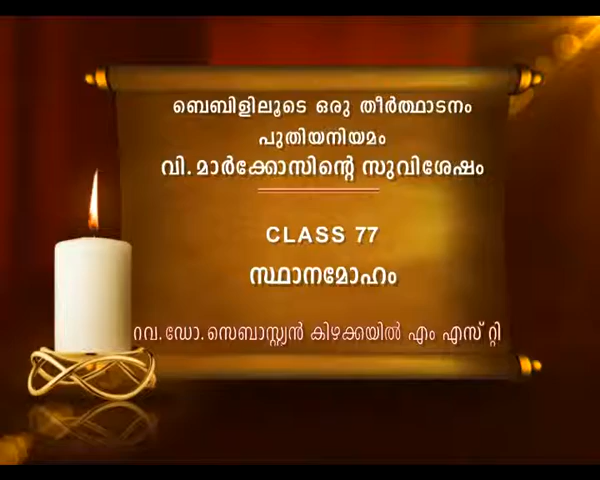 ബൈബിളിലൂടെ ഒരു തീർത്ഥാടനം
പുതിയനിയമം
വി. മാർക്കോസിന്റെ സുവിശേഷം
CLASS 77
സ്ഥാനമോഹം
റവ. ഡോ. സെബാസ്റ്റ്യൻ കിഴക്കയിൽ എം എസ് റ്റി